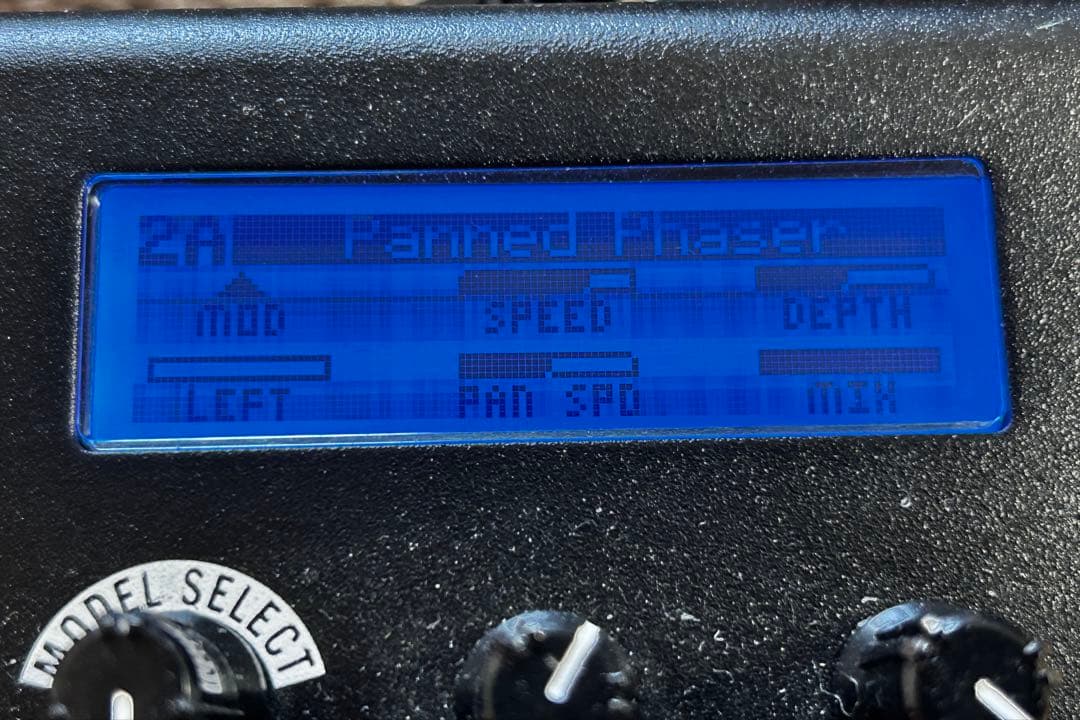 2A Panned Phaser
MOD SPEED DEPTH
LEFT PAN SPD MIX
MODEL SELECT